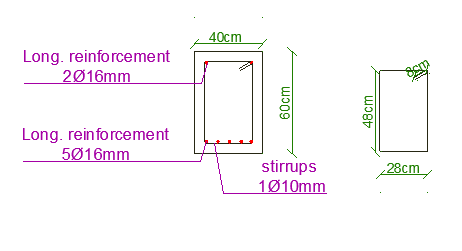 40cm
Long. reinforcement
2Ø16mm
60cm
8cm
48cm
Long. reinforcement
5Ø16mm
stirrups
1Ø10mm
28cm